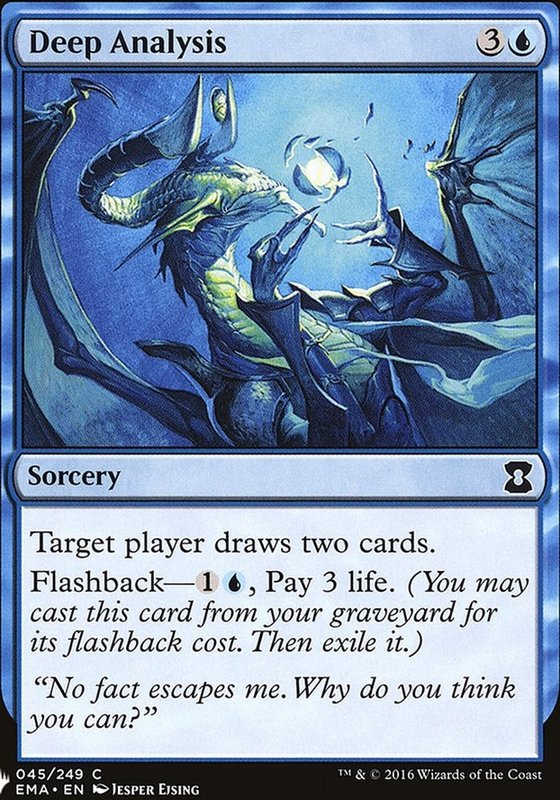 Deep Analysis 3
Sorcery
Target player draws two cards.
Flashback—1, Pay 3 life. (You may
cast this card from your graveyard for
its flashback cost. Then exile it.)
“No fact escapes me. Why do you think
you can?”
045/249 C
EMA • EN Jesper Ejsing
™ & © 2016 Wizards of the Coast